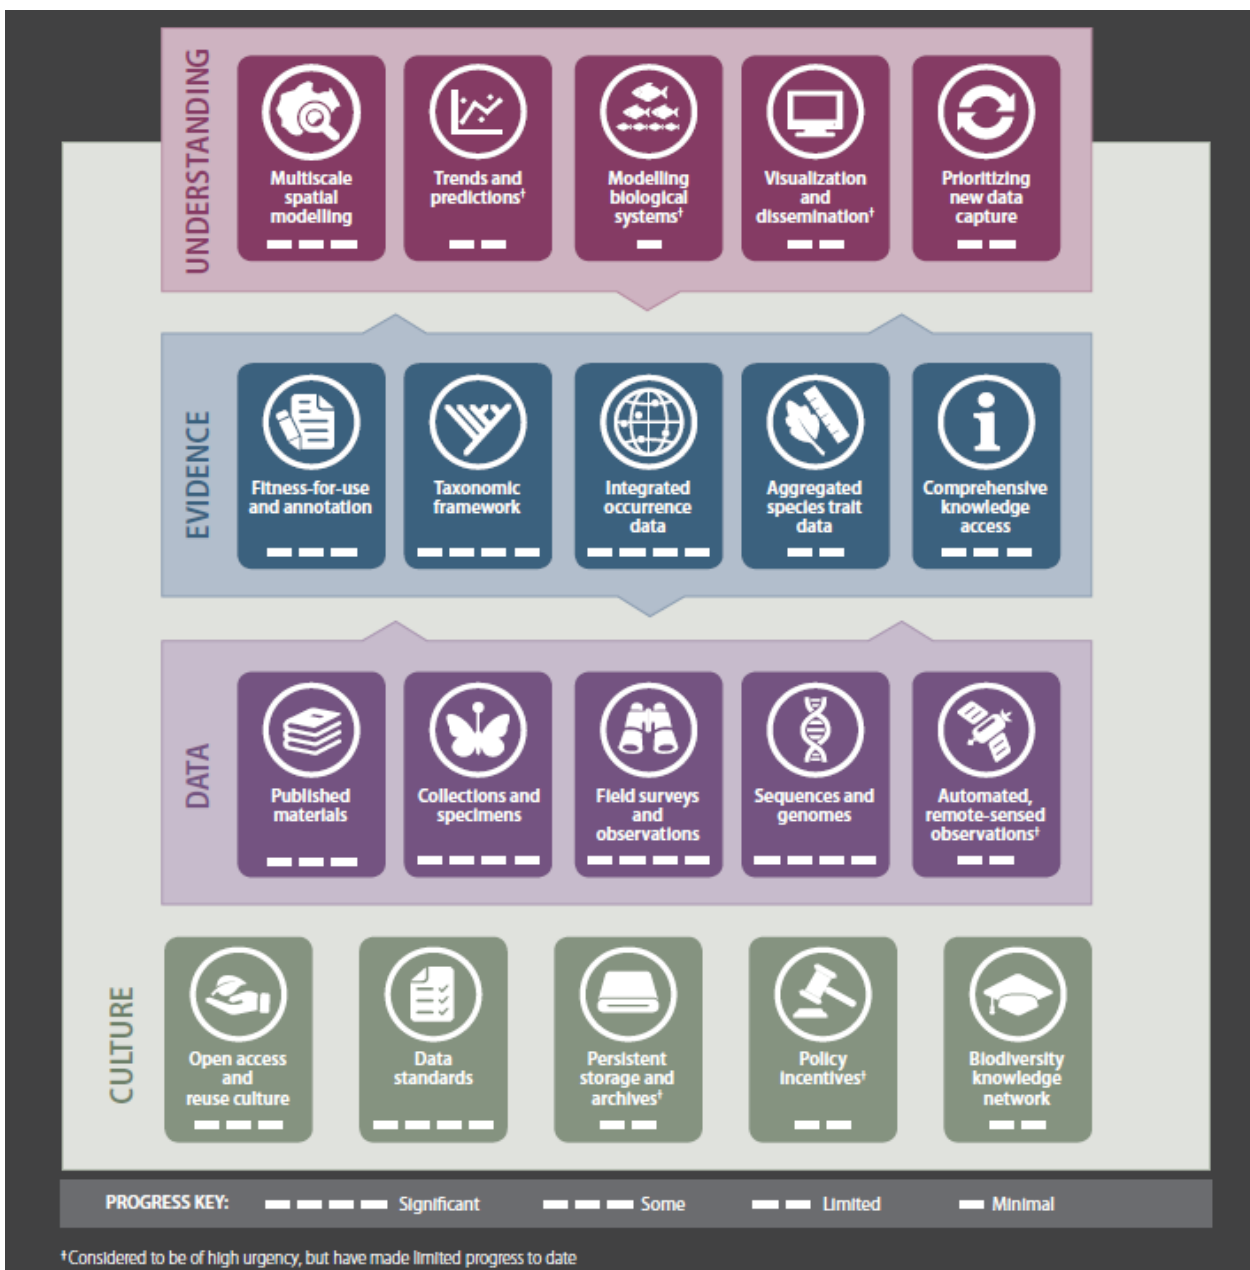 UNDERSTANDING
Multiscale
spatial
modelling
Trends and
predictions†
Modelling
biological
systems†
Visualization
and
dissemination†
Prioritizing
new data
capture
EVIDENCE
Fitness-for-use
and annotation
Taxonomic
framework
Integrated
occurrence
data
Aggregated
species trait
data
Comprehensive
knowledge
access
DATA
Published
materials
Collections and
specimens
Field surveys
and
observations
Sequences and
genomes
Automated,
remote-sensed
observations†
CULTURE
Open access
and
reuse culture
Data
standards
Persistent
storage and
archives†
Policy
incentives†
Biodiversity
knowledge
network
PROGRESS KEY: Significant Some Limited Minimal
†Considered to be of high urgency, but have made limited progress to date